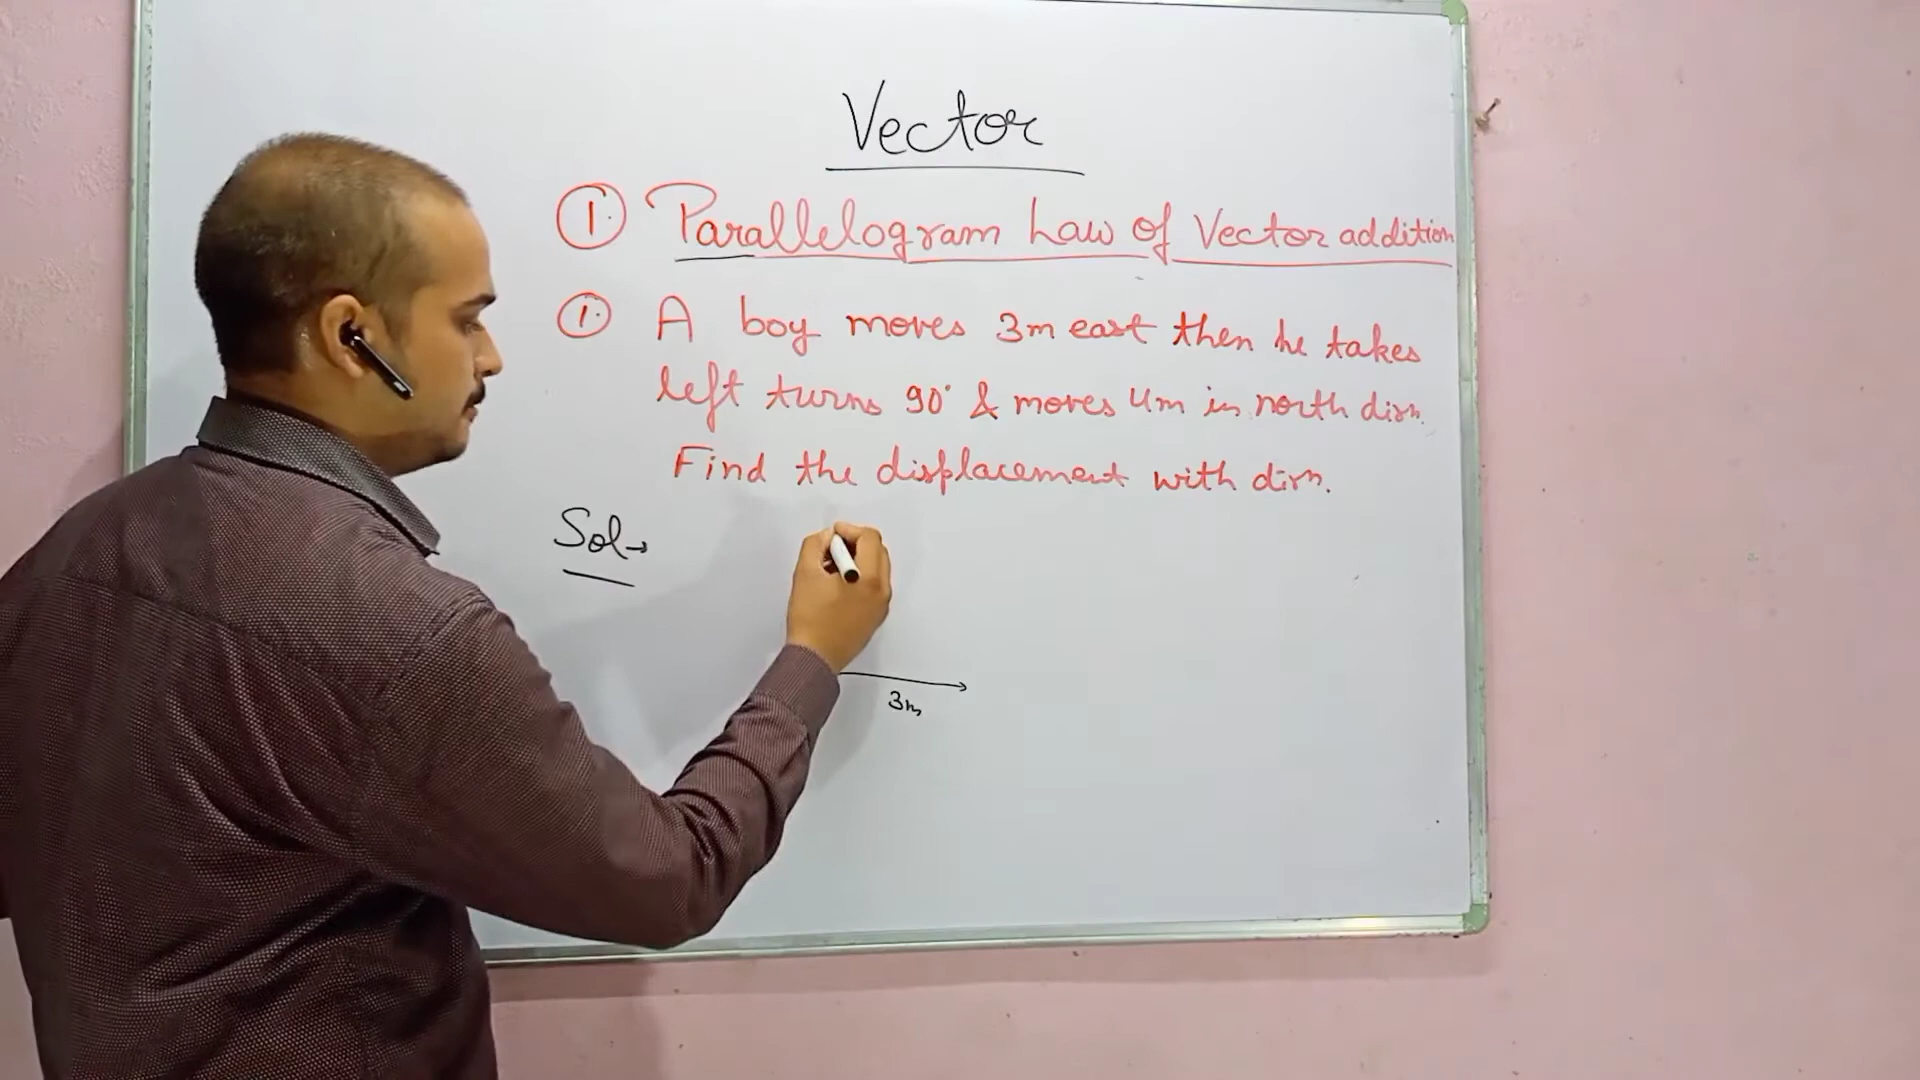 Vector
① Parallelogram Law of Vector addition
① A boy moves 3m east then he takes
left turns 90° & moves 4m in north dirn.
Find the displacement with dirn.
Sol→
3m